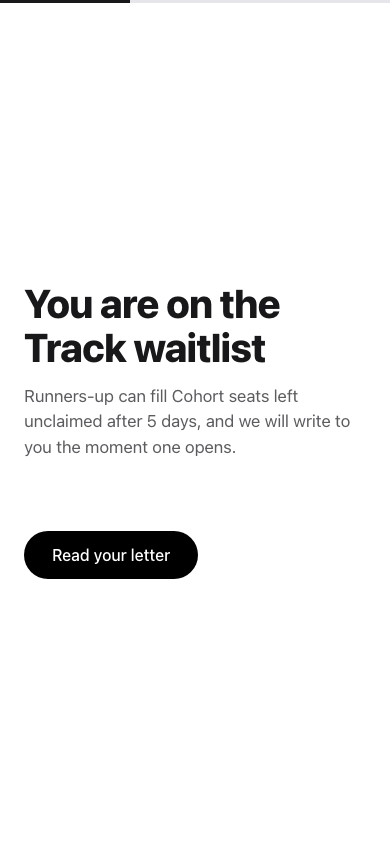 You are on the
Track waitlist
Runners-up can fill Cohort seats left
unclaimed after 5 days, and we will write to
you the moment one opens.
Read your letter